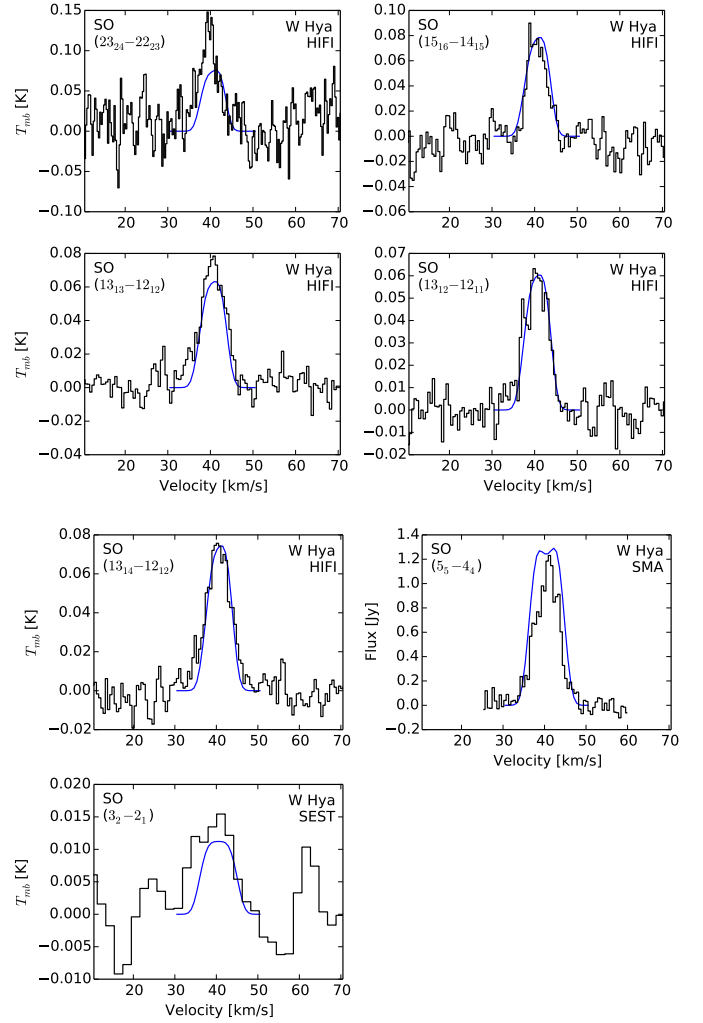 SO W Hya
(23₂₄−22₂₃) HIFI
T_mb [K]
0.15
0.10
0.05
0.00
−0.05
−0.10
20 30 40 50 60 70
SO W Hya
(15₁₆−14₁₅) HIFI
0.10
0.08
0.06
0.04
0.02
0.00
−0.02
−0.04
−0.06
20 30 40 50 60 70
SO W Hya
(13₁₃−12₁₂) HIFI
T_mb [K]
0.08
0.06
0.04
0.02
0.00
−0.02
−0.04
20 30 40 50 60 70
Velocity [km/s]
SO W Hya
(13₁₂−12₁₁) HIFI
0.07
0.06
0.05
0.04
0.03
0.02
0.01
0.00
−0.01
−0.02
20 30 40 50 60 70
Velocity [km/s]
SO W Hya
(13₁₄−12₁₂) HIFI
T_mb [K]
0.08
0.06
0.04
0.02
0.00
−0.02
20 30 40 50 60 70
SO W Hya
(5₅−4₄) SMA
Flux [Jy]
1.4
1.2
1.0
0.8
0.6
0.4
0.2
0.0
−0.2
20 30 40 50 60 70
Velocity [km/s]
SO W Hya
(3₂−2₁) SEST
T_mb [K]
0.020
0.015
0.010
0.005
0.000
−0.005
−0.010
20 30 40 50 60 70
Velocity [km/s]